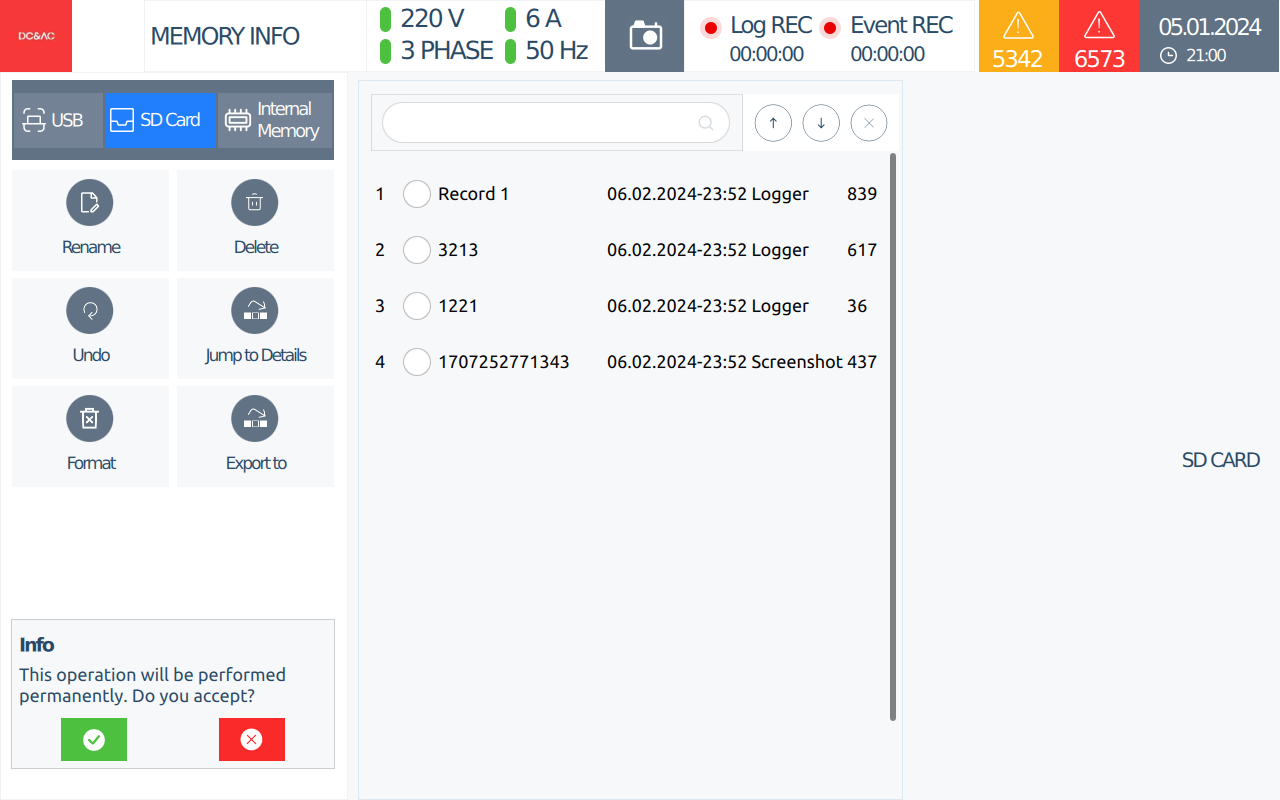 DC&AC
MEMORY INFO
220 V
6 A
3 PHASE
50 Hz
Log REC
00:00:00
Event REC
00:00:00
5342
6573
05.01.2024
21:00
USB
SD Card
Internal
Memory
Rename
Delete
Undo
Jump to Details
Format
Export to
Info
This operation will be performed
permanently. Do you accept?
1 Record 1 06.02.2024-23:52 Logger 839
2 3213 06.02.2024-23:52 Logger 617
3 1221 06.02.2024-23:52 Logger 36
4 1707252771343 06.02.2024-23:52 Screenshot 437
SD CARD